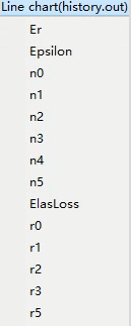 Line chart(history.out)
Er
Epsilon
n0
n1
n2
n3
n4
n5
ElasLoss
r0
r1
r2
r3
r5